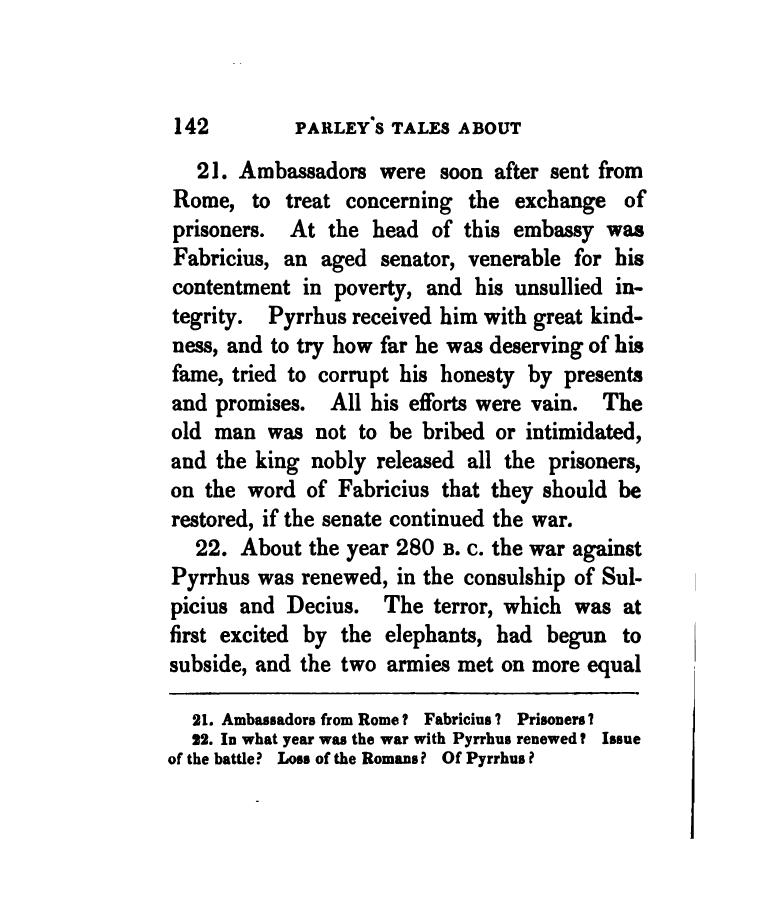 142 PARLEY'S TALES ABOUT
21. Ambassadors were soon after sent from
Rome, to treat concerning the exchange of
prisoners. At the head of this embassy was
Fabricius, an aged senator, venerable for his
contentment in poverty, and his unsullied in-
tegrity. Pyrrhus received him with great kind-
ness, and to try how far he was deserving of his
fame, tried to corrupt his honesty by presents
and promises. All his efforts were vain. The
old man was not to be bribed or intimidated,
and the king nobly released all the prisoners,
on the word of Fabricius that they should be
restored, if the senate continued the war.
22. About the year 280 B. C. the war against
Pyrrhus was renewed, in the consulship of Sul-
picius and Decius. The terror, which was at
first excited by the elephants, had begun to
subside, and the two armies met on more equal
21. Ambassadors from Rome? Fabricius? Prisoners?
22. In what year was the war with Pyrrhus renewed? Issue
of the battle? Loss of the Romans? Of Pyrrhus?